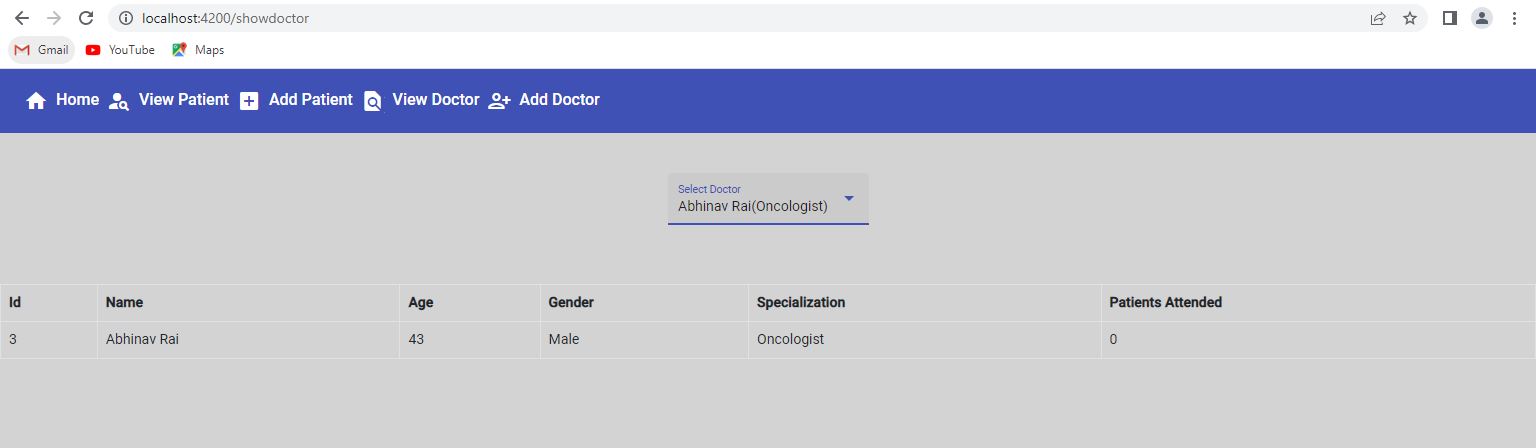 localhost:4200/showdoctor
Gmail YouTube Maps
Home View Patient Add Patient View Doctor Add Doctor
Select Doctor
Abhinav Rai(Oncologist)
Id Name Age Gender Specialization Patients Attended
3 Abhinav Rai 43 Male Oncologist 0